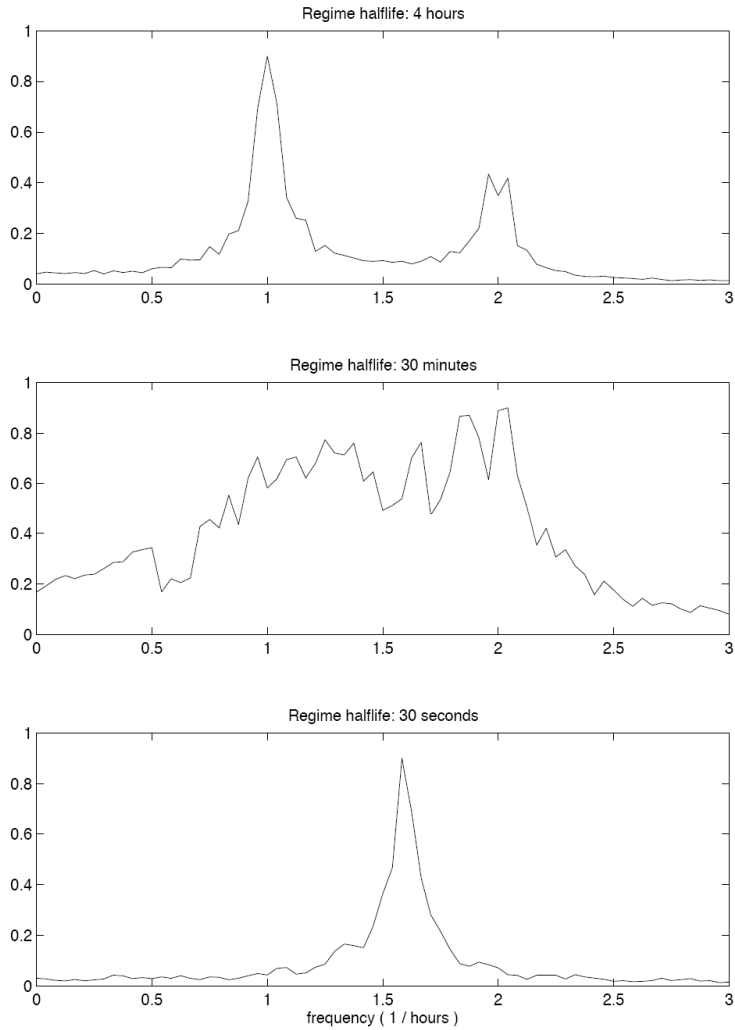 Regime halflife: 4 hours
1
0.8
0.6
0.4
0.2
0
0 0.5 1 1.5 2 2.5 3
Regime halflife: 30 minutes
1
0.8
0.6
0.4
0.2
0
0 0.5 1 1.5 2 2.5 3
Regime halflife: 30 seconds
1
0.8
0.6
0.4
0.2
0
0 0.5 1 1.5 2 2.5 3
frequency ( 1 / hours )